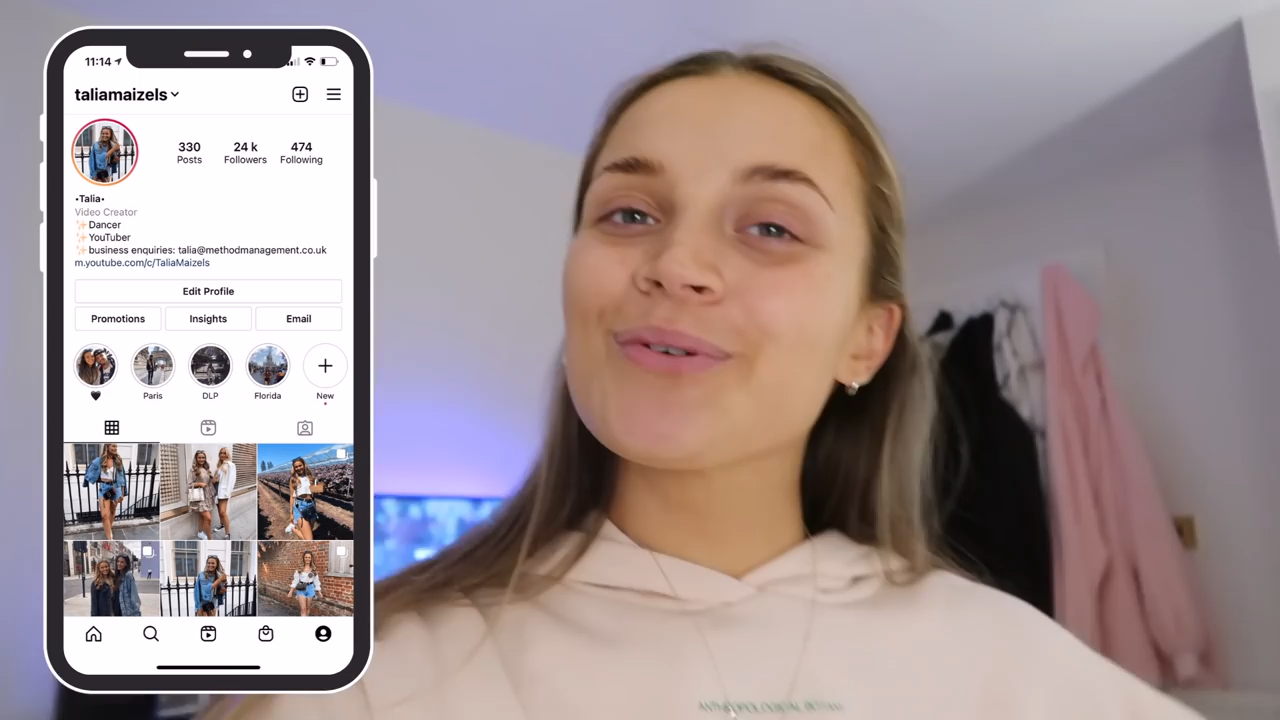 11:14
taliamaizels
330 24 k 474
Posts Followers Following
•Talia•
Video Creator
✨Dancer
✨YouTuber
✨business enquiries: talia@methodmanagement.co.uk
m.youtube.com/c/TaliaMaizels
Edit Profile
Promotions Insights Email
🖤 Paris DLP Florida New